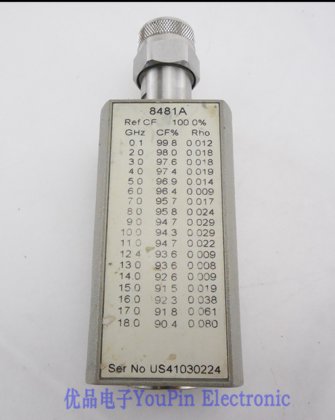 8481A
Ref CF 100.0%
GHz CF% Rho
0.1 99.8 0.012
2.0 98.0 0.018
3.0 97.6 0.018
4.0 97.4 0.019
5.0 96.9 0.014
6.0 96.4 0.009
7.0 95.7 0.017
8.0 95.8 0.024
9.0 94.7 0.029
10.0 94.3 0.029
11.0 94.7 0.022
12.4 93.6 0.009
13.0 93.6 0.008
14.0 92.6 0.009
15.0 91.5 0.019
16.0 92.3 0.038
17.0 91.8 0.061
18.0 90.4 0.080
Ser No US41030224
优品电子YouPin Electronic